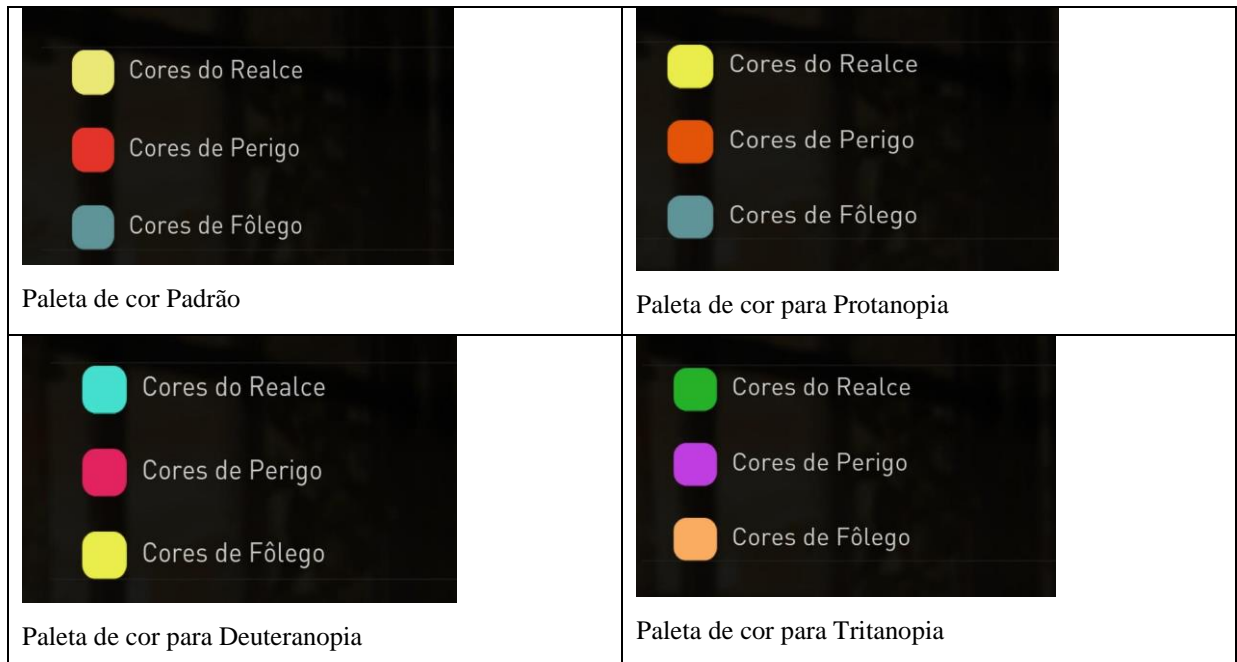 Cores do Realce
Cores de Perigo
Cores de Fôlego
Paleta de cor Padrão
Cores do Realce
Cores de Perigo
Cores de Fôlego
Paleta de cor para Protanopia
Cores do Realce
Cores de Perigo
Cores de Fôlego
Paleta de cor para Deuteranopia
Cores do Realce
Cores de Perigo
Cores de Fôlego
Paleta de cor para Tritanopia